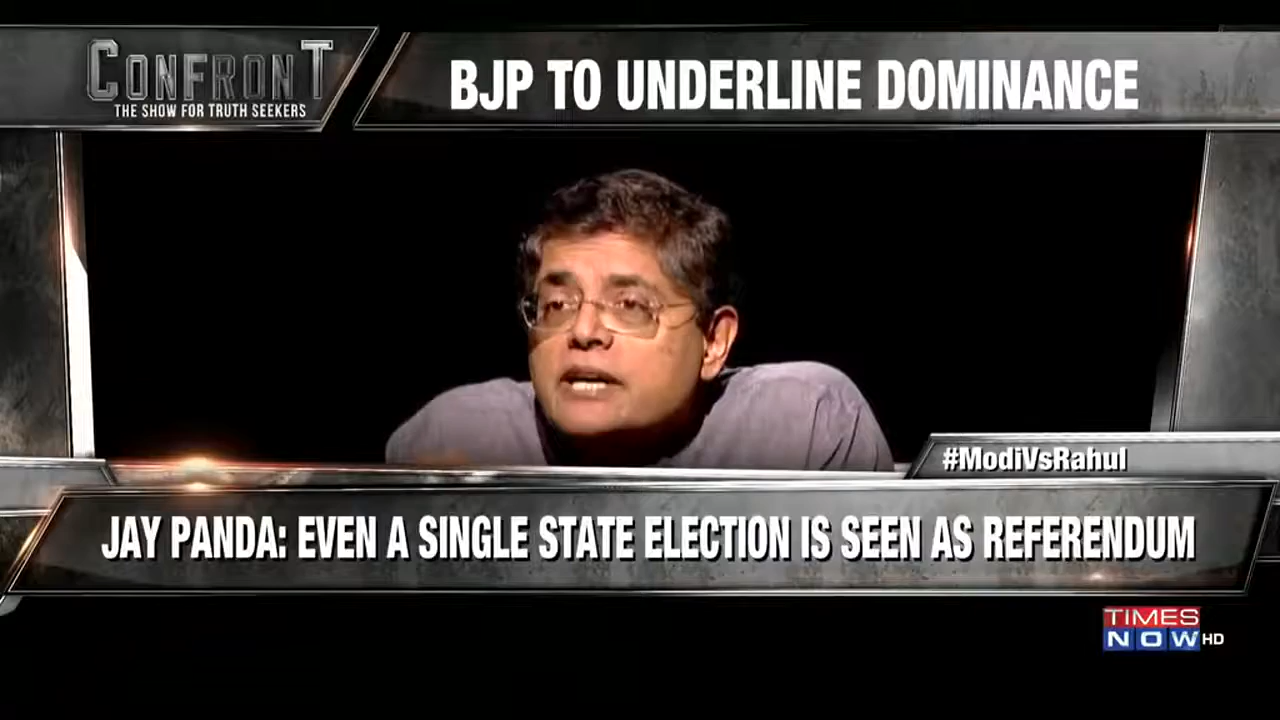 CONFRONT
THE SHOW FOR TRUTH SEEKERS
BJP TO UNDERLINE DOMINANCE
#ModiVsRahul
JAY PANDA: EVEN A SINGLE STATE ELECTION IS SEEN AS REFERENDUM
TIMES
NOW HD